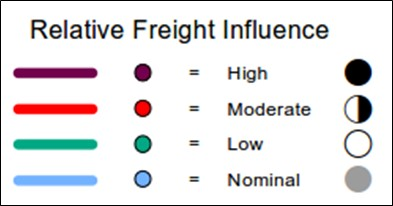 Relative Freight Influence
= High
= Moderate
= Low
= Nominal